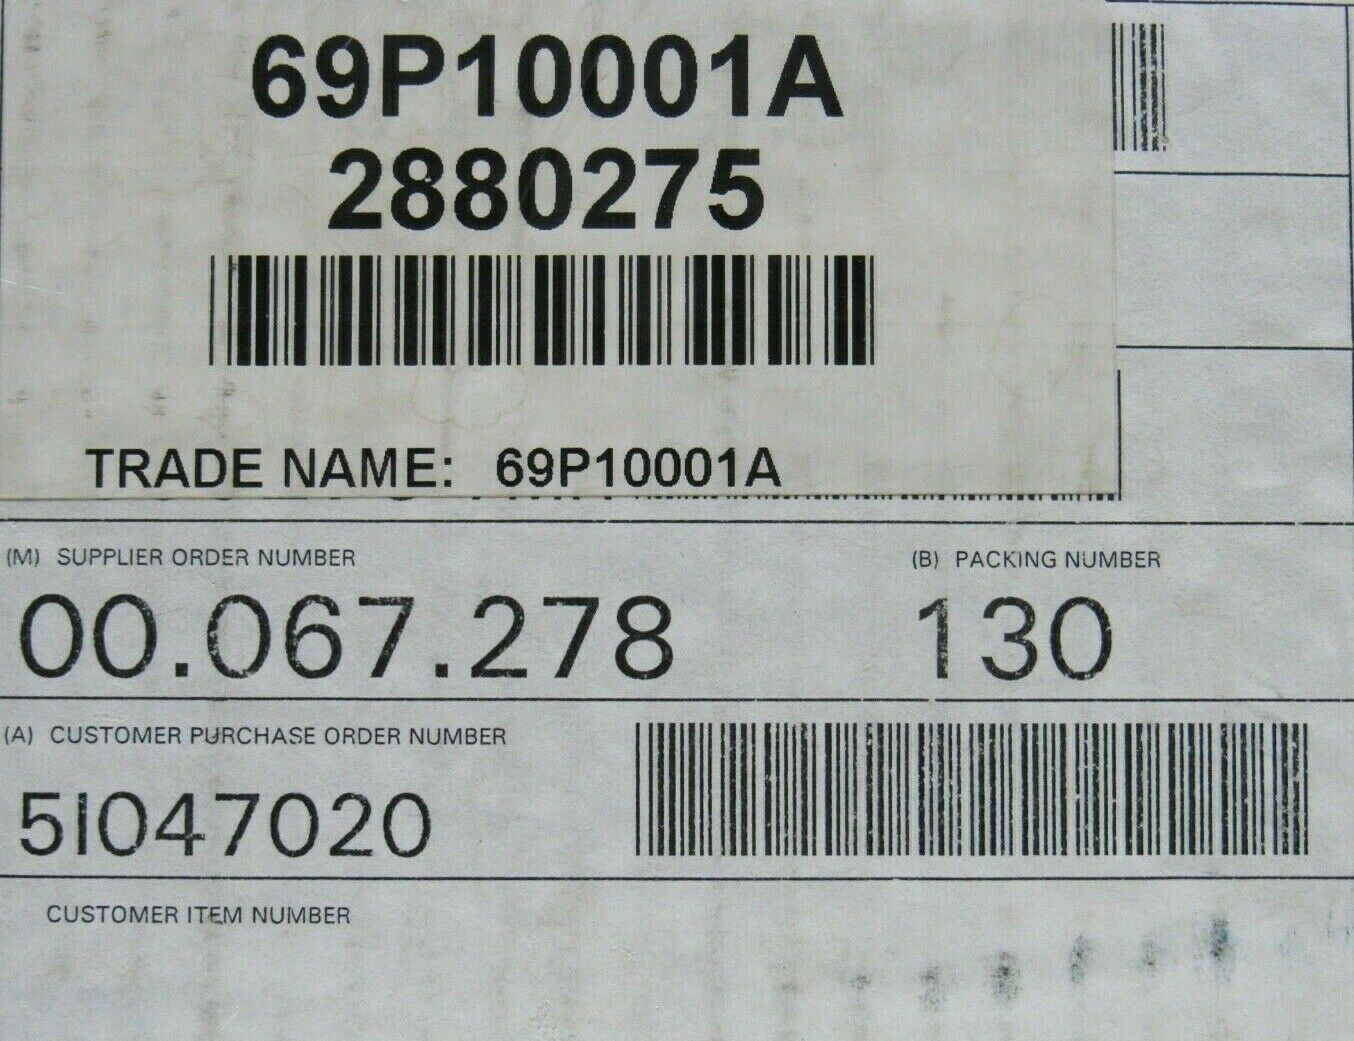 69P10001A
2880275
TRADE NAME: 69P10001A
(M) SUPPLIER ORDER NUMBER
00.067.278
(B) PACKING NUMBER
130
(A) CUSTOMER PURCHASE ORDER NUMBER
5I047020
CUSTOMER ITEM NUMBER